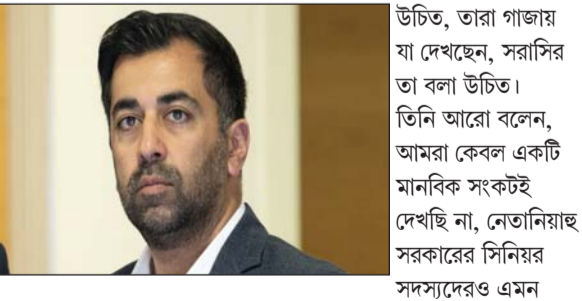 উচিত, তারা গাজায়
যা দেখছেন, সরাসির
তা বলা উচিত।
তিনি আরো বলেন,
আমরা কেবল একটি
মানবিক সংকটই
দেখছি না, নেতানিয়াহু
সরকারের সিনিয়র
সদস্যদেরও এমন